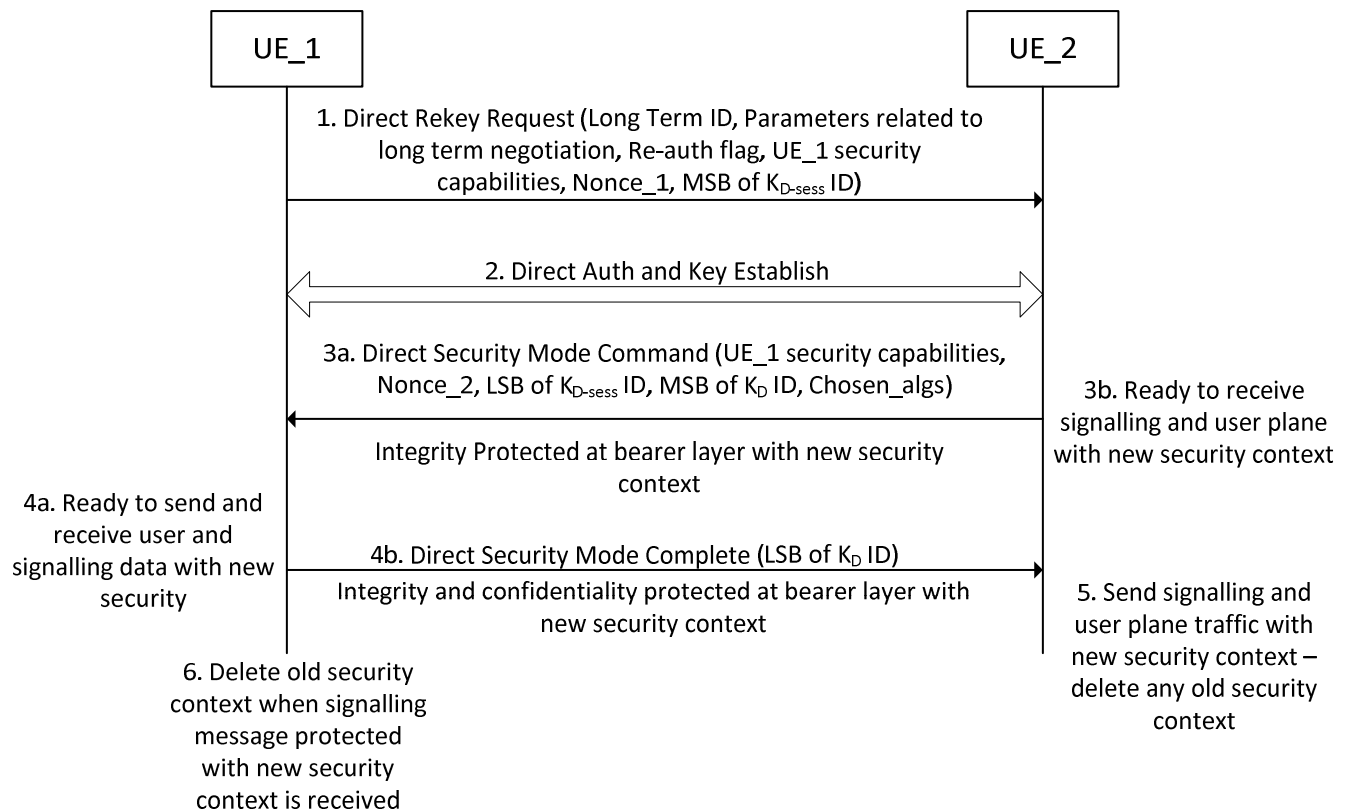 UE_1
UE_2
1. Direct Rekey Request (Long Term ID, Parameters related to
long term negotiation, Re-auth flag, UE_1 security
capabilities, Nonce_1, MSB of KD-sess ID)
2. Direct Auth and Key Establish
3a. Direct Security Mode Command (UE_1 security capabilities,
Nonce_2, LSB of KD-sess ID, MSB of KD ID, Chosen_algs)
3b. Ready to receive
signalling and user plane
with new security context
Integrity Protected at bearer layer with new security
context
4a. Ready to send and
receive user and
signalling data with new
security
4b. Direct Security Mode Complete (LSB of KD ID)
Integrity and confidentiality protected at bearer layer with
new security context
5. Send signalling and
user plane traffic with
new security context –
delete any old security
context
6. Delete old security
context when signalling
message protected
with new security
context is received